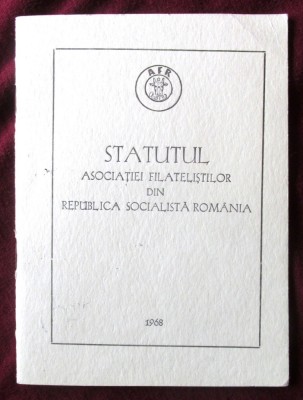 AFR
STATUTUL
ASOCIAȚIEI FILATELIȘTILOR
DIN
REPUBLICA SOCIALISTĂ ROMÂNIA
1968